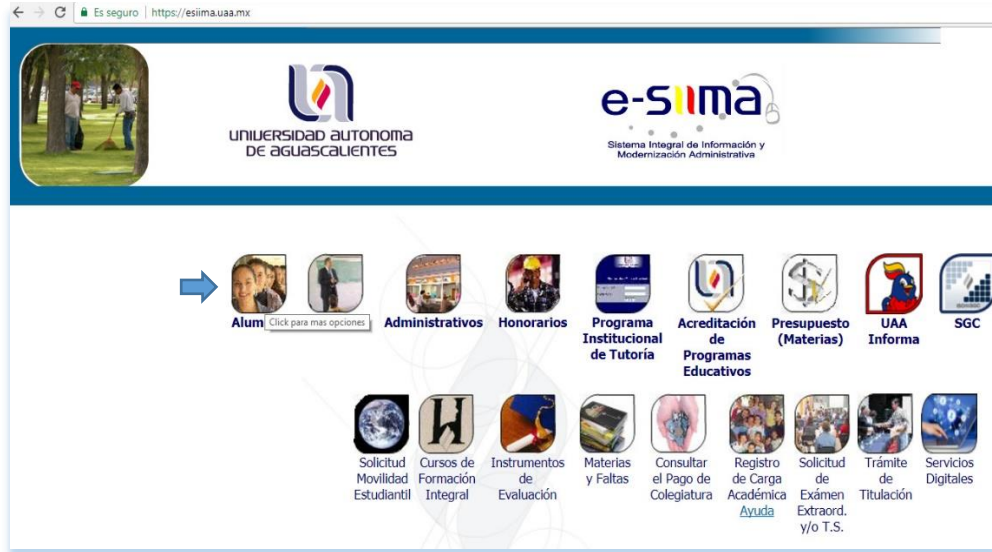 Es seguro | https://esiima.uaa.mx
UNIVERSIDAD AUTONOMA
DE AGUASCALIENTES
e-siima
Sistema Integral de Información y
Modernización Administrativa
Alum
Click para mas opciones
Administrativos
Honorarios
Programa
Institucional
de Tutoría
Acreditación
de
Programas
Educativos
Presupuesto
(Materias)
UAA
Informa
SGC
Solicitud
Movilidad
Estudiantil
Cursos de
Formación
Integral
Instrumentos
de
Evaluación
Materias
y Faltas
Consultar
el Pago de
Colegiatura
Registro
de Carga
Académica
Ayuda
Solicitud
de
Exámen
Extraord.
y/o T.S.
Trámite
de
Titulación
Servicios
Digitales